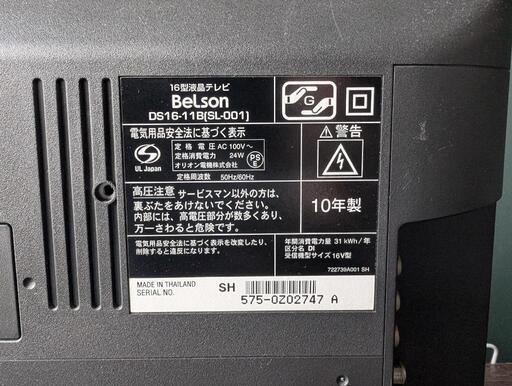 16型液晶テレビ
BeLson
DS16-11B(SL-001)
電気用品安全法に基づく表示
UL Japan
定格電圧 AC 100V～
定格消費電力 24W
オリオン電機株式会社
定格周波数 50Hz/60Hz
PSE
高圧注意 サービスマン以外の方は、
裏ぶたをあけないでください。
内部には、高電圧部分が数多くあり、
万一さわると危険です。
電気用品安全法に基づく表示を改変したり、
削除すると違反になります。
G
警告
10年製
年間消費電力量 31 kWh/年
区分名 DI
受信機型サイズ 16V型
722739A001 SH
MADE IN THAILAND
SERIAL NO.
SH
575-0Z02747 A